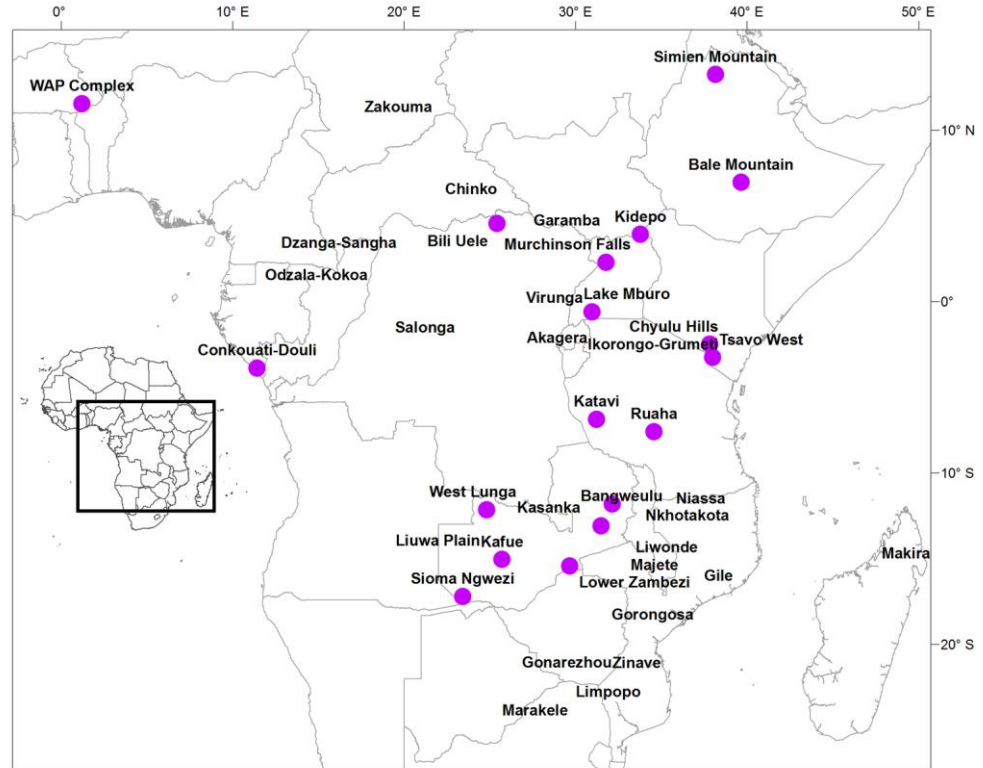 0°
10° E
20° E
30° E
40° E
50° E
Simien Mountain
WAP Complex
Zakouma
10° N
Bale Mountain
Chinko
Garamba
Kidepo
Dzanga-Sangha
Bili Uele
Murchinson Falls
Odzala-Kokoa
Virunga
Lake Mburo
0°
Salonga
Chyulu Hills
Akagera
Ikorongo-Grumeti
Tsavo West
Conkouati-Douli
Katavi
Ruaha
10° S
West Lunga
Kasanka
Bangweulu
Niassa
Nkhotakota
Liuwa Plain
Kafue
Liwonde
Makira
Majete
Sioma Ngwezi
Lower Zambezi
Gile
Gorongosa
20° S
Gonarezhou
Zinave
Limpopo
Marakele